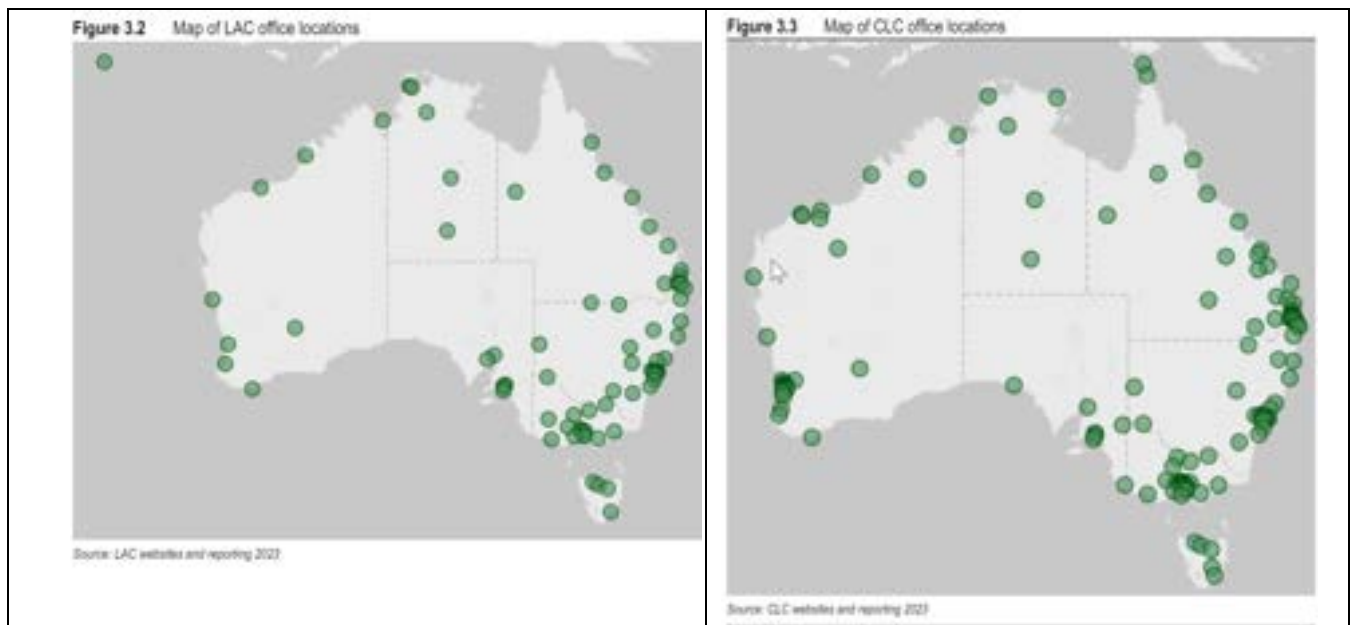 Figure 3.2 Map of LAC office locations
Source: LAC websites and reporting 2023
Figure 3.3 Map of CLC office locations
Source: CLC websites and reporting 2023